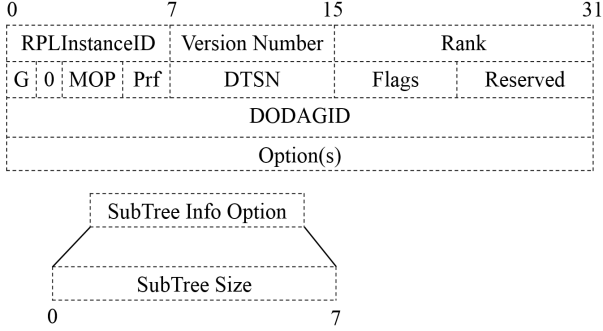 0 7 15 31
RPLInstanceID Version Number Rank
G 0 MOP Prf DTSN Flags Reserved
DODAGID
Option(s)
SubTree Info Option
SubTree Size
0 7